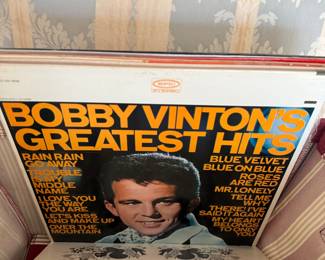 EPIC
BOBBY VINTON'S
GREATEST HITS
RAIN RAIN
GO AWAY
TROUBLE
IS MY
MIDDLE
NAME
I LOVE YOU
THE WAY
YOU ARE
LET'S KISS
AND MAKE UP
OVER THE
MOUNTAIN
BLUE VELVET
BLUE ON BLUE
ROSES
ARE RED
MR. LONELY
TELL ME
WHY
THERE! I'VE
SAID IT AGAIN
MY HEART
BELONGS
TO ONLY
YOU